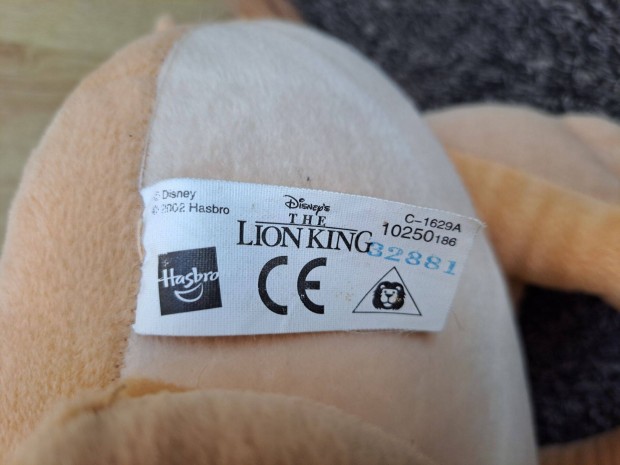 © Disney
© 2002 Hasbro
Disney's
THE
LION KING
C-1629A
10250186
32881
Hasbro
CE